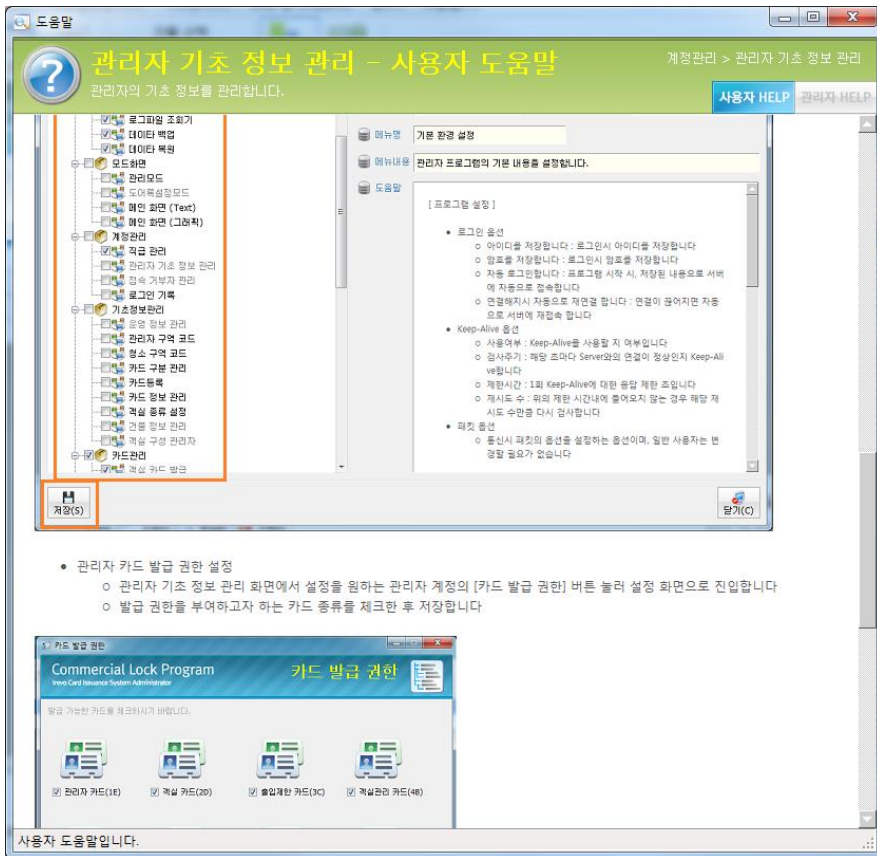 도움말
관리자 기초 정보 관리 - 사용자 도움말
관리자의 기초 정보를 관리합니다.
계정관리 > 관리자 기초 정보 관리
사용자 HELP
관리자 HELP
로그파일 조회기
데이타 백업
데이타 복원
모드화면
관리모드
도어록설정모드
메인 화면 (Text)
메인 화면 (그래픽)
계정관리
직급 관리
관리자 기초 정보 관리
접속 거부자 관리
로그인 기록
기초정보관리
운영 정보 관리
관리자 구역 코드
청소 구역 코드
카드 구분 관리
카드등록
카드 정보 관리
객실 종류 설정
건물 정보 관리
객실 구성 관리자
카드관리
객실 카드 발급
메뉴명
기본 환경 설정
메뉴내용
관리자 프로그램의 기본 내용을 설정합니다.
도움말
[ 프로그램 설정 ]
로그인 옵션
아이디를 저장합니다 : 로그인시 아이디를 저장합니다
암호를 저장합니다 : 로그인시 암호를 저장합니다
자동 로그인합니다 : 프로그램 시작 시, 저장된 내용으로 서버
에 자동으로 접속합니다
연결해지시 자동으로 재연결 합니다 : 연결이 끊어지면 자동
으로 서버에 재접속 합니다
Keep-Alive 옵션
사용여부 : Keep-Alive를 사용할 지 여부입니다
검사주기 : 해당 초마다 Server와의 연결이 정상인지 Keep-Ali
ve합니다
제한시간 : 1회 Keep-Alive에 대한 응답 제한 초입니다
재시도 수 : 위의 제한 시간내에 들어오지 않는 경우 해당 재
시도 수만큼 다시 검사합니다
패킷 옵션
통신시 패킷의 옵션을 설정하는 옵션이며, 일반 사용자는 변
경할 필요가 없습니다
저장(S)
닫기(C)
관리자 카드 발급 권한 설정
관리자 기초 정보 관리 화면에서 설정을 원하는 관리자 계정의 [카드 발급 권한] 버튼 눌러 설정 화면으로 진입합니다
발급 권한을 부여하고자 하는 카드 종류를 체크한 후 저장합니다
카드 발급 권한
Commercial Lock Program
Irevo Card Issuance System Administrator
카드 발급 권한
발급 가능한 카드를 체크하시기 바랍니다.
관리자 카드(1E)
객실 카드(2D)
출입제한 카드(3C)
객실관리 카드(4B)
사용자 도움말입니다.